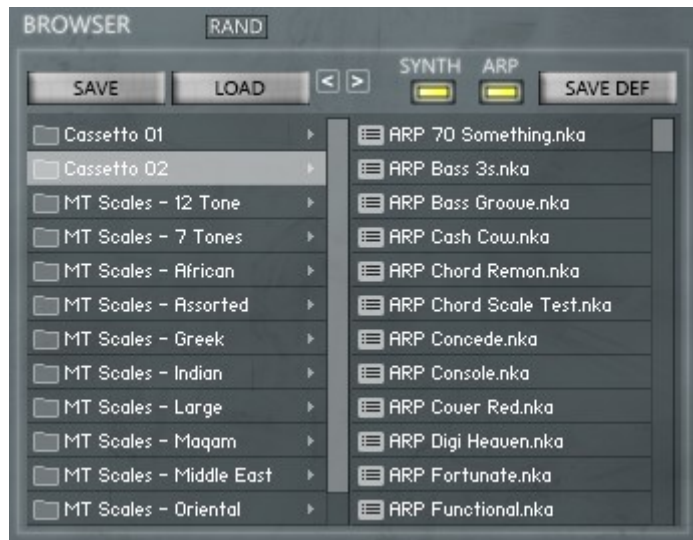 BROWSER RAND
SYNTH ARP
SAVE LOAD < > SAVE DEF
Cassetto 01
Cassetto 02
MT Scales - 12 Tone
MT Scales - 7 Tones
MT Scales - African
MT Scales - Assorted
MT Scales - Greek
MT Scales - Indian
MT Scales - Large
MT Scales - Maqam
MT Scales - Middle East
MT Scales - Oriental
ARP 70 Something.nka
ARP Bass 3s.nka
ARP Bass Groove.nka
ARP Cash Cow.nka
ARP Chord Remon.nka
ARP Chord Scale Test.nka
ARP Concede.nka
ARP Console.nka
ARP Cover Red.nka
ARP Digi Heaven.nka
ARP Fortunate.nka
ARP Functional.nka